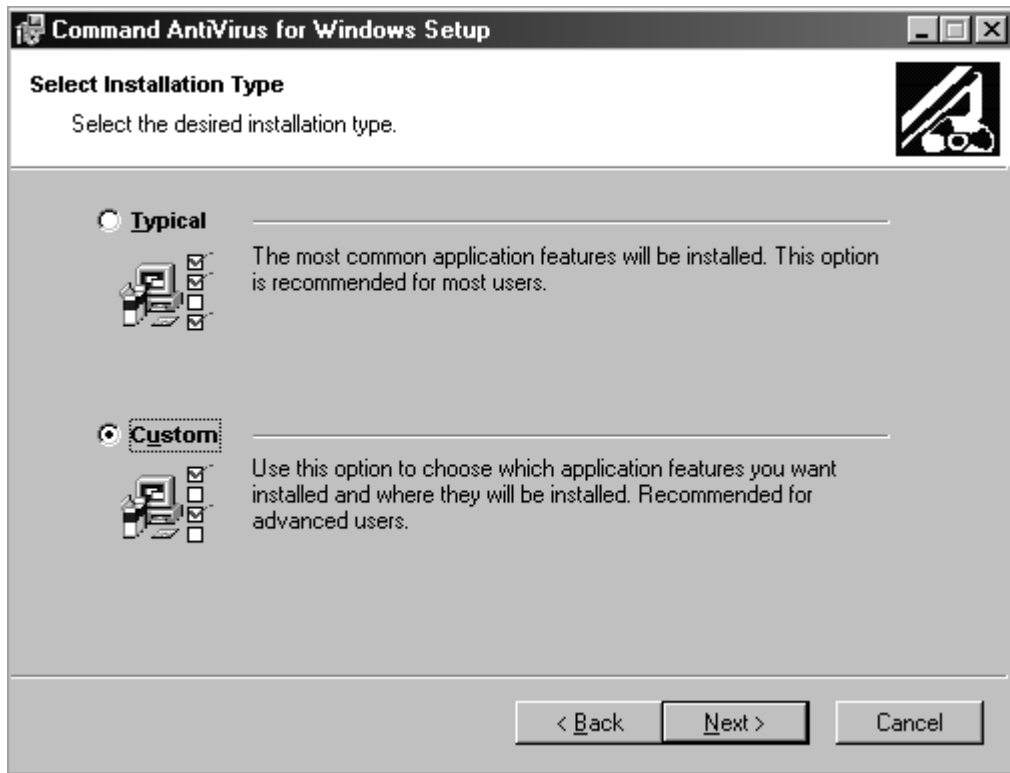 Command AntiVirus for Windows Setup
Select Installation Type
Select the desired installation type.
Typical
The most common application features will be installed. This option
is recommended for most users.
Custom
Use this option to choose which application features you want
installed and where they will be installed. Recommended for
advanced users.
< Back Next > Cancel